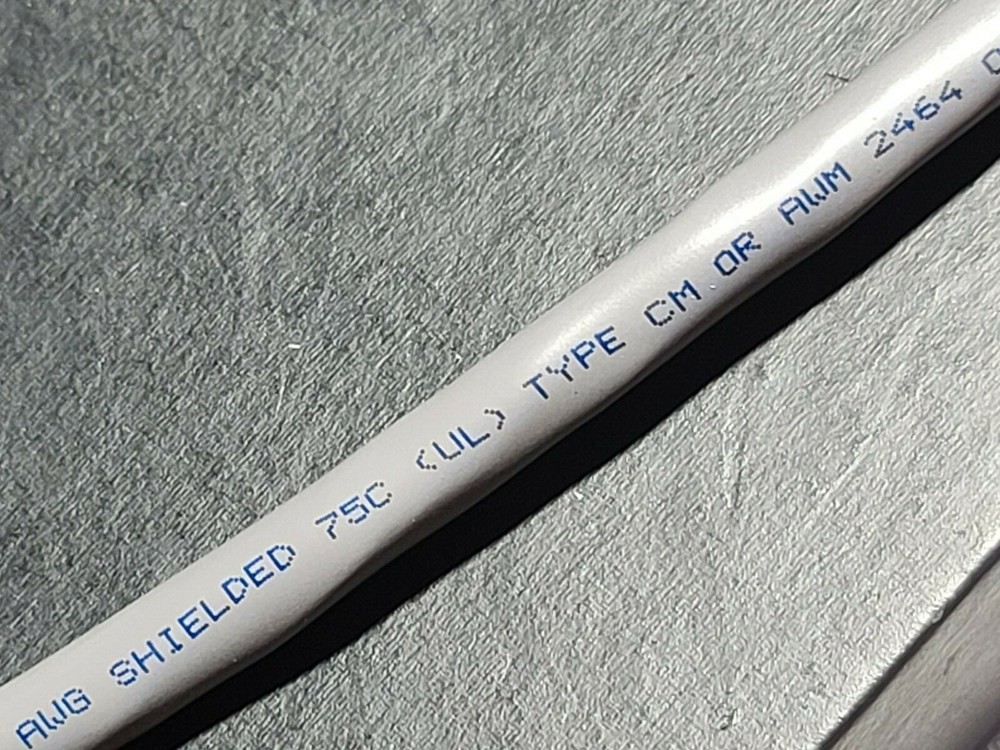 AWG SHIELDED 75C (UL) TYPE CM OR AWM 2464